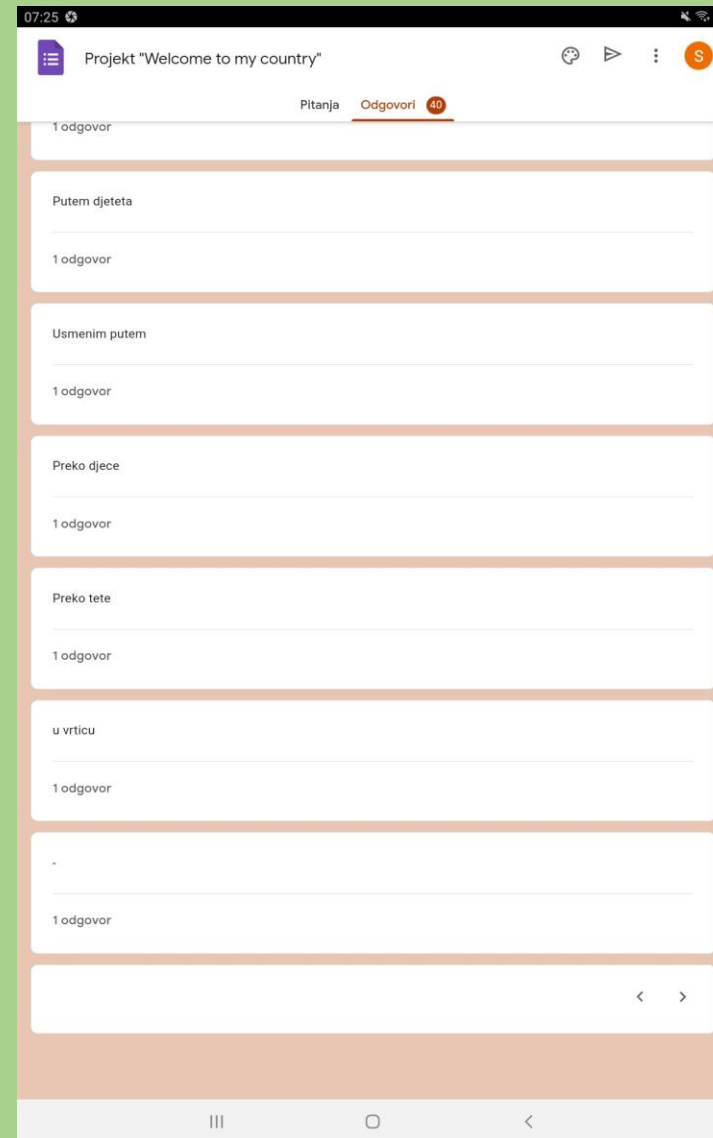 07:25
Projekt "Welcome to my country"
S
Pitanja Odgovori 40
1 odgovor
Putem djeteta
1 odgovor
Usmenim putem
1 odgovor
Preko djece
1 odgovor
Preko tete
1 odgovor
u vrticu
1 odgovor
-
1 odgovor